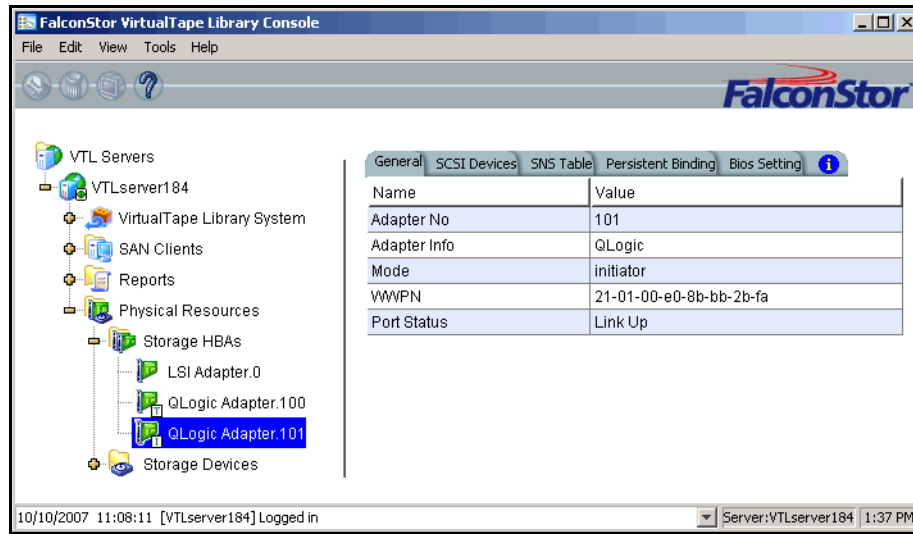 FalconStor VirtualTape Library Console
File Edit View Tools Help
FalconStor
VTL Servers
VTLserver184
VirtualTape Library System
SAN Clients
Reports
Physical Resources
Storage HBAs
LSI Adapter.0
QLogic Adapter.100
T
QLogic Adapter.101
T
Storage Devices
General SCSI Devices SNS Table Persistent Binding Bios Setting i
Name Value
Adapter No 101
Adapter Info QLogic
Mode initiator
WWPN 21-01-00-e0-8b-bb-2b-fa
Port Status Link Up
10/10/2007 11:08:11 [VTLserver184] Logged in Server:VTLserver184 1:37 PM